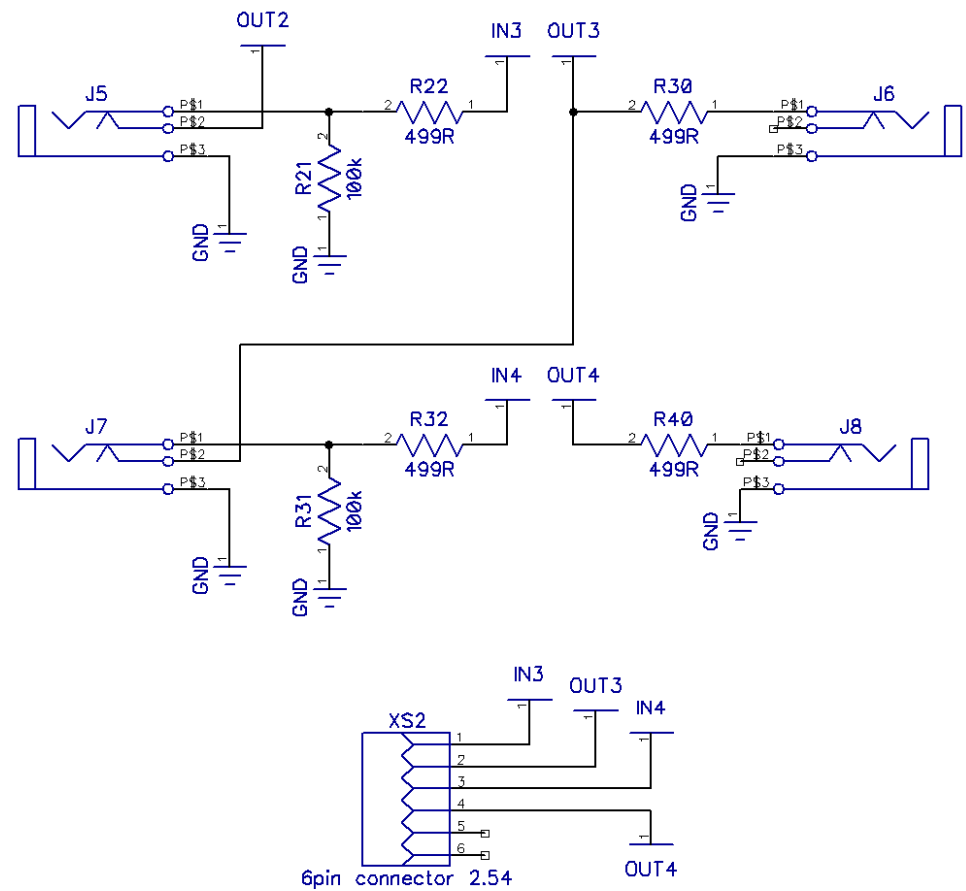 OUT2
IN3 OUT3
1
1 1
J5 R22 R30 J6
P$1 2 1 2 1 P$1
P$2 499R 499R P$2
P$3 2 P$3
R21 100k
1 1
GND 1 GND
1
GND
IN4 OUT4
1 1
J7 R32 R40 J8
P$1 2 1 2 1 P$1
P$2 499R 499R P$2
P$3 2 P$3
R31 100k
1 1
GND 1 GND
1
GND
IN3
OUT3
1 IN4
XS2 1
1 1
2
3
4
5 1
6 OUT4
6pin connector 2.54